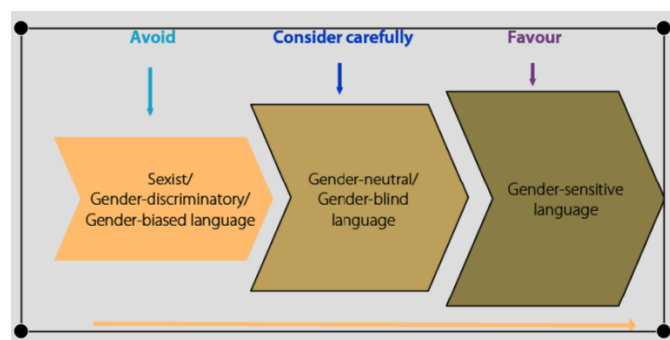 Avoid
Consider carefully
Favour
Sexist/
Gender-discriminatory/
Gender-biased language
Gender-neutral/
Gender-blind
language
Gender-sensitive
language